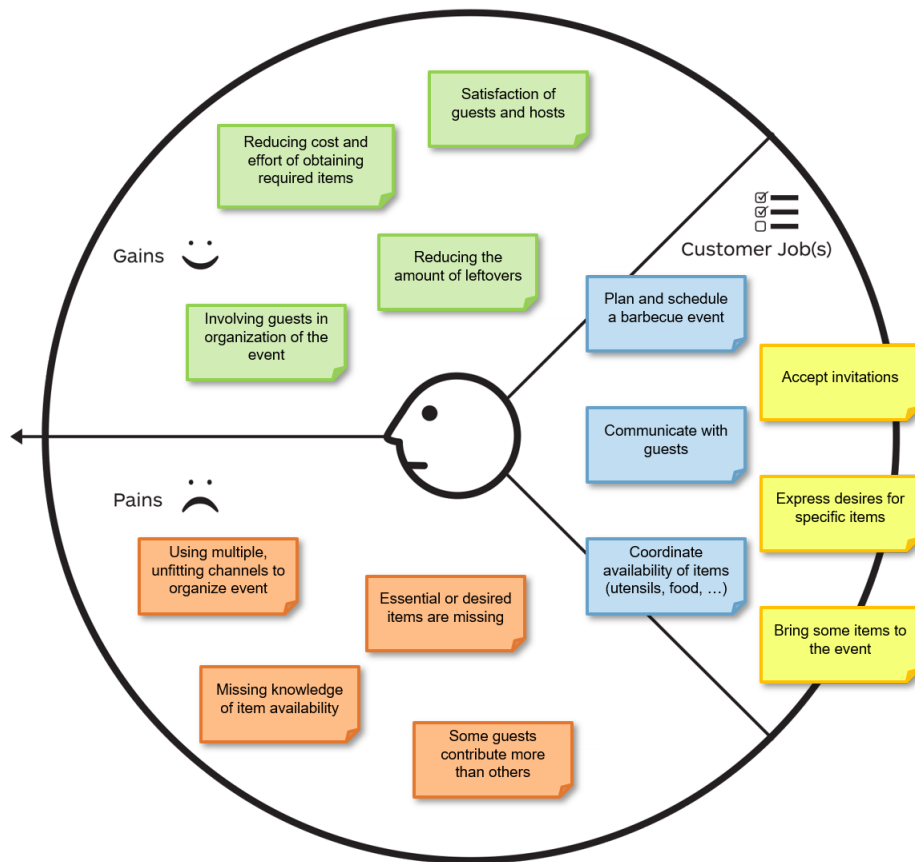 Satisfaction of
guests and hosts
Reducing cost and
effort of obtaining
required items
Gains
Reducing the
amount of leftovers
Involving guests in
organization of the
event
Customer Job(s)
Plan and schedule
a barbecue event
Accept invitations
Communicate with
guests
Express desires for
specific items
Coordinate
availability of items
(utensils, food, …)
Bring some items to
the event
Pains
Using multiple,
unfitting channels to
organize event
Essential or desired
items are missing
Missing knowledge
of item availability
Some guests
contribute more
than others